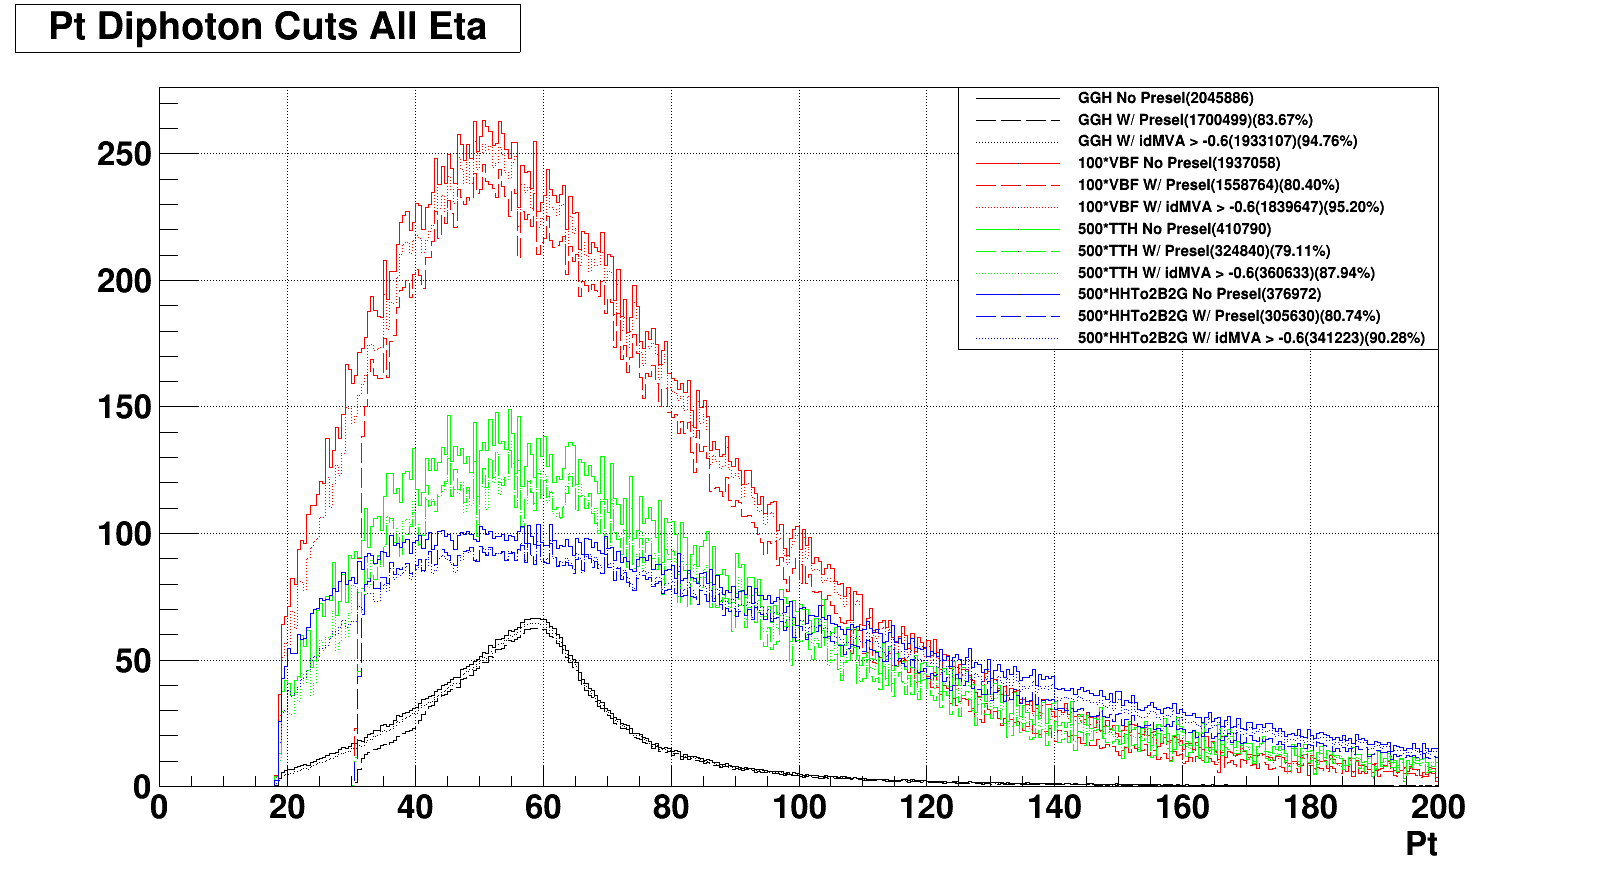 Pt Diphoton Cuts All Eta
GGH No Presel(2045886)
GGH W/ Presel(1700499)(83.67%)
GGH W/ idMVA > -0.6(1933107)(94.76%)
100*VBF No Presel(1937058)
100*VBF W/ Presel(1558764)(80.40%)
100*VBF W/ idMVA > -0.6(1839647)(95.20%)
500*TTH No Presel(410790)
500*TTH W/ Presel(324840)(79.11%)
500*TTH W/ idMVA > -0.6(360633)(87.94%)
500*HHTo2B2G No Presel(376972)
500*HHTo2B2G W/ Presel(305630)(80.74%)
500*HHTo2B2G W/ idMVA > -0.6(341223)(90.28%)
250
200
150
100
50
0
0 20 40 60 80 100 120 140 160 180 200
Pt